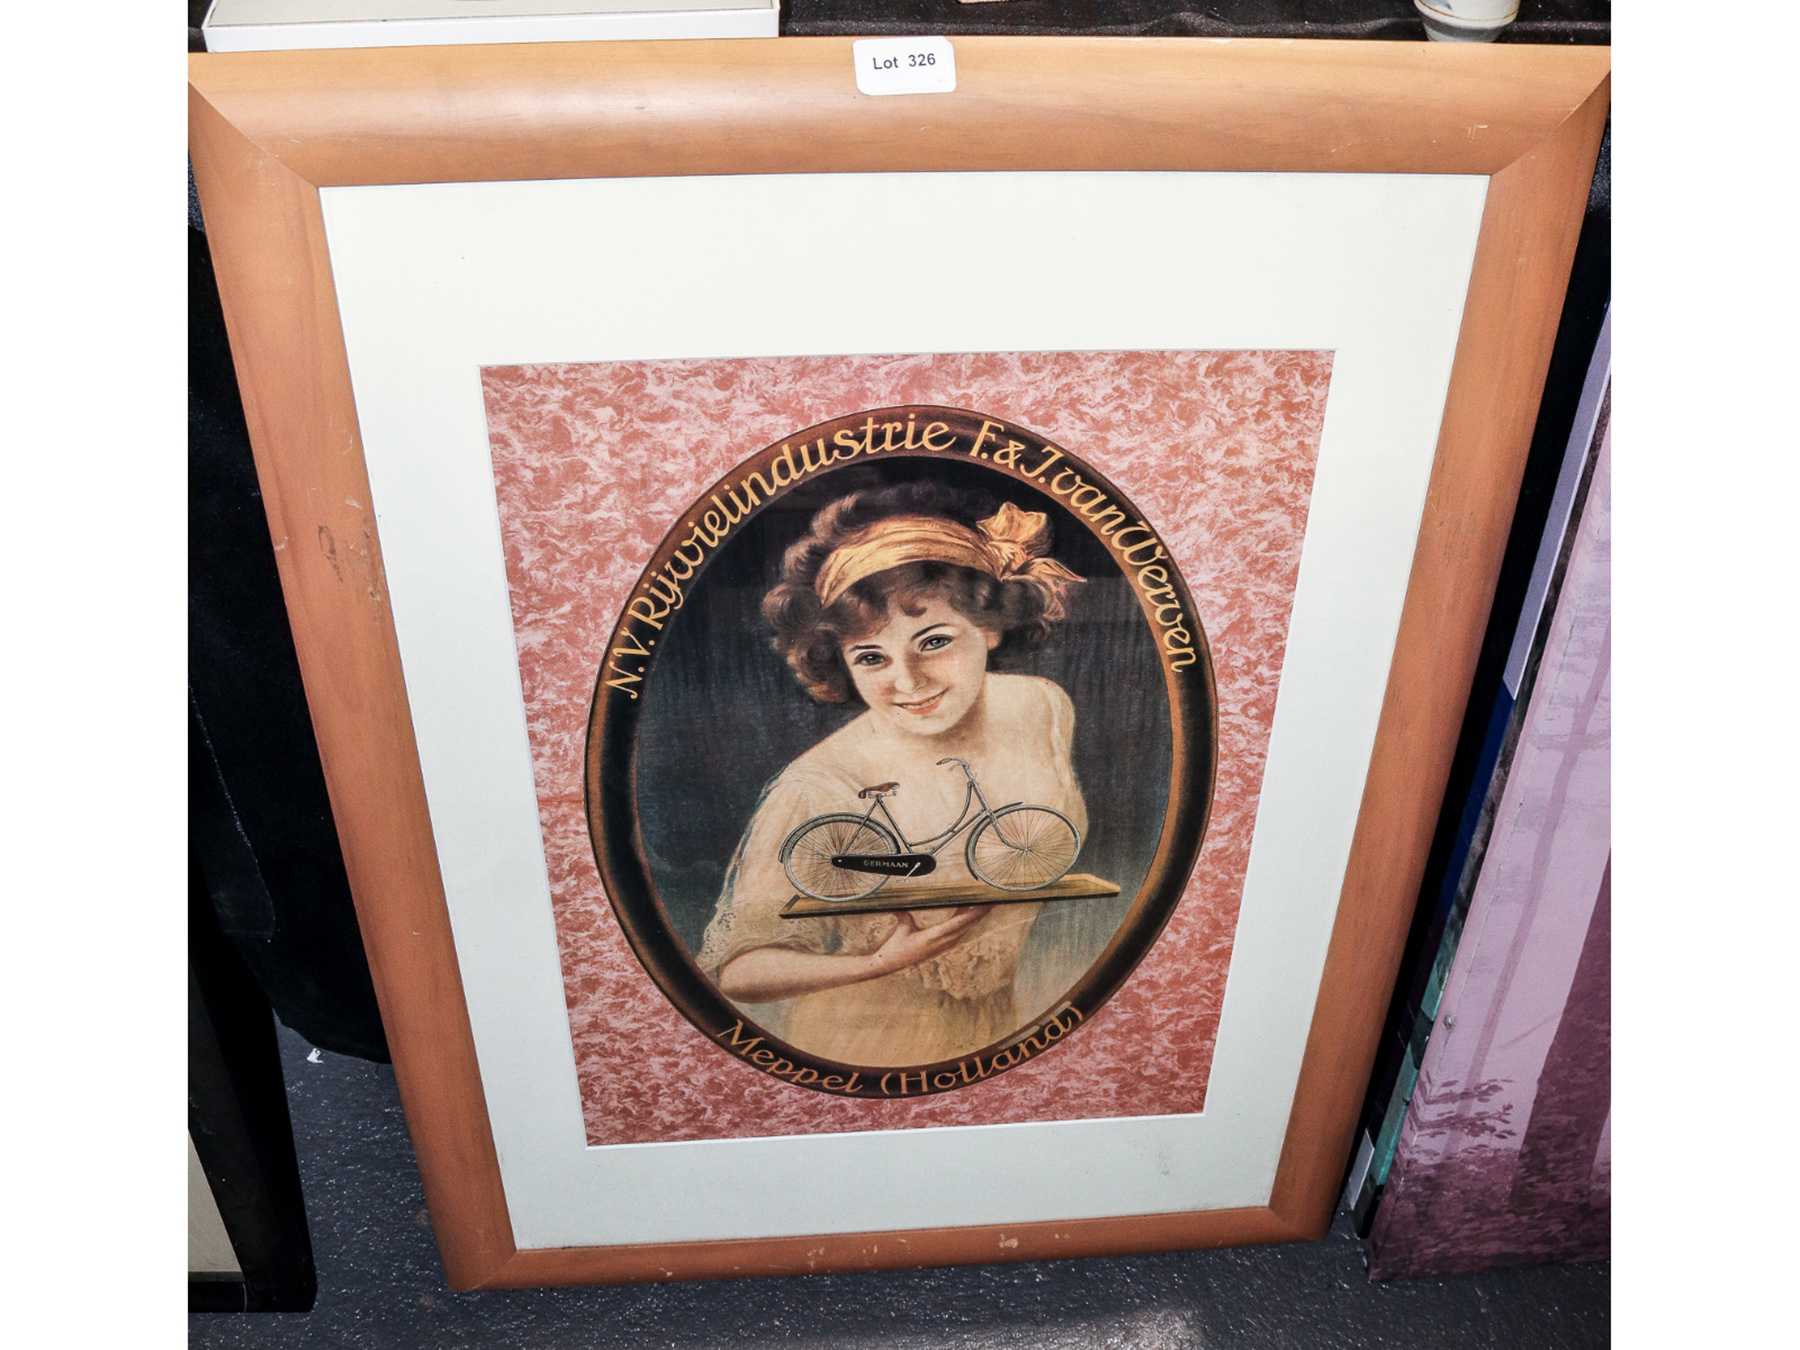 Lot 326
N.V. Rijwielindustrie F. & J. van Werven
GERMAAN
Meppel (Holland)